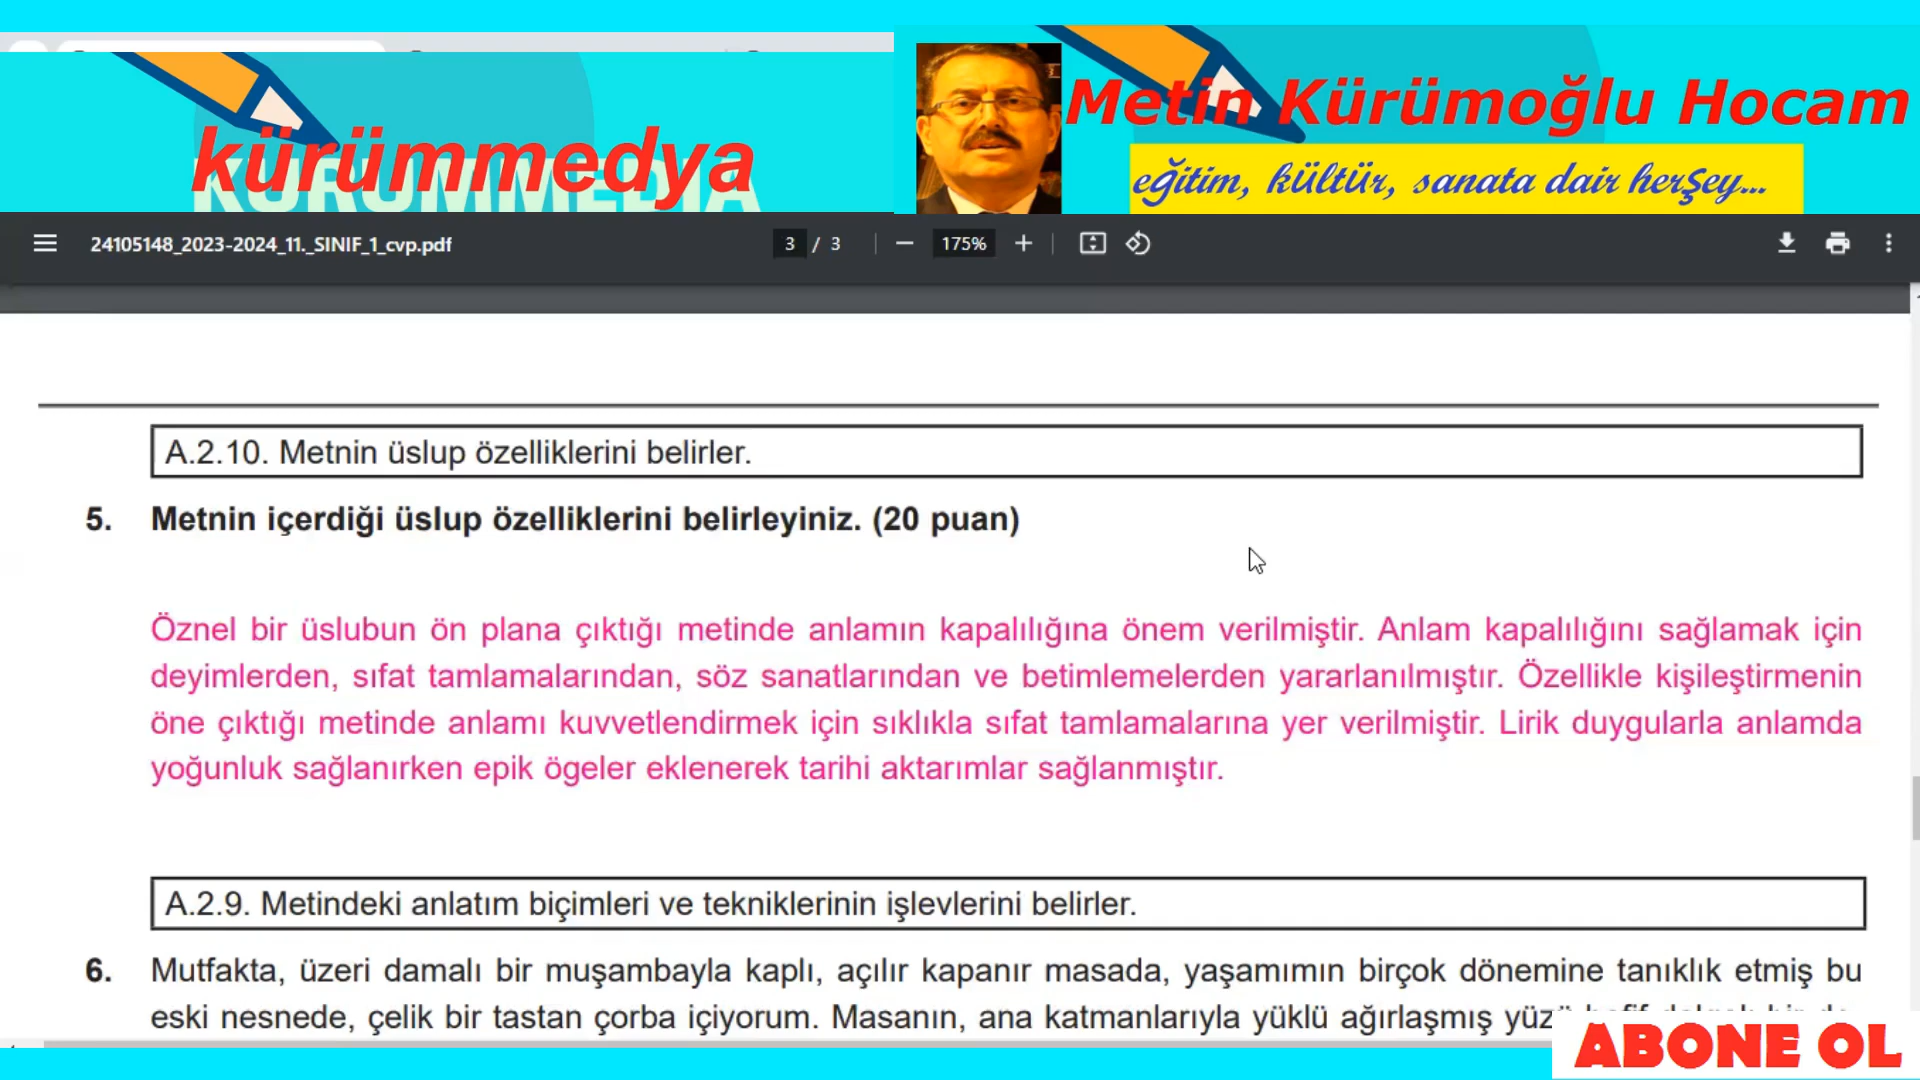 kürümmedya
KÜRÜMMEDIA
Metin Kürümoğlu Hocam
eğitim, kültür, sanata dair herşey...
24105148_2023-2024_11._SINIF_1_cvp.pdf
3 / 3
175%
A.2.10. Metnin üslup özelliklerini belirler.
5. Metnin içerdiği üslup özelliklerini belirleyiniz. (20 puan)
Öznel bir üslubun ön plana çıktığı metinde anlamın kapalılığına önem verilmiştir. Anlam kapalılığını sağlamak için
deyimlerden, sıfat tamlamalarından, söz sanatlarından ve betimlemelerden yararlanılmıştır. Özellikle kişileştirmenin
öne çıktığı metinde anlamı kuvvetlendirmek için sıklıkla sıfat tamlamalarına yer verilmiştir. Lirik duygularla anlamda
yoğunluk sağlanırken epik ögeler eklenerek tarihi aktarımlar sağlanmıştır.
A.2.9. Metindeki anlatım biçimleri ve tekniklerinin işlevlerini belirler.
6. Mutfakta, üzeri damalı bir muşambayla kaplı, açılır kapanır masada, yaşamımın birçok dönemine tanıklık etmiş bu
eski nesnede, çelik bir tastan çorba içiyorum. Masanın, ana katmanlarıyla yüklü ağırlaşmış
ABONE OL